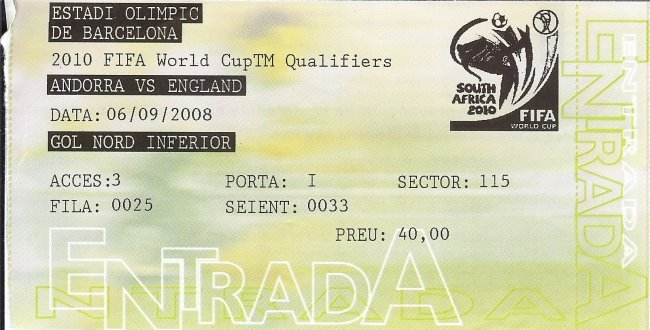 ESTADI OLIMPIC
DE BARCELONA
2010 FIFA World CupTM Qualifiers
ANDORRA VS ENGLAND
DATA: 06/09/2008
GOL NORD INFERIOR
ACCES:3 PORTA: I SECTOR: 115
FILA: 0025 SEIENT: 0033
PREU: 40,00
SOUTH
AFRICA
2010
FIFA
WORLD CUP
ENTRADA
ENTRADA
ENTRADA
ENTRADA